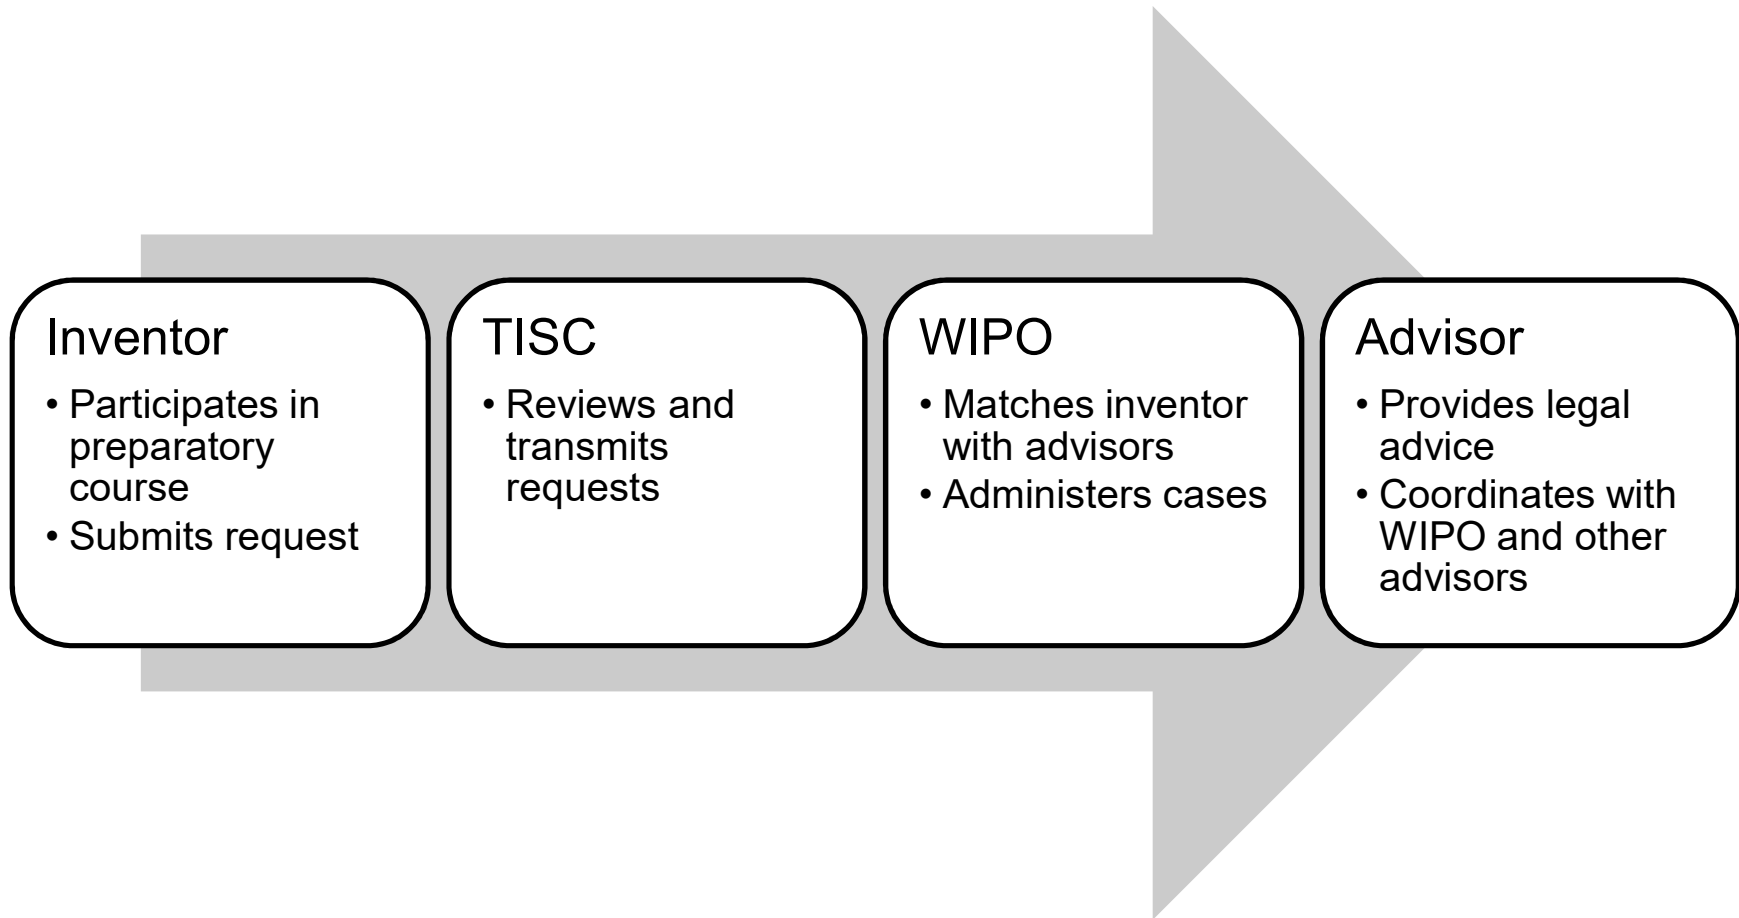 Inventor
• Participates in
preparatory
course
• Submits request
TISC
• Reviews and
transmits
requests
WIPO
• Matches inventor
with advisors
• Administers cases
Advisor
• Provides legal
advice
• Coordinates with
WIPO and other
advisors